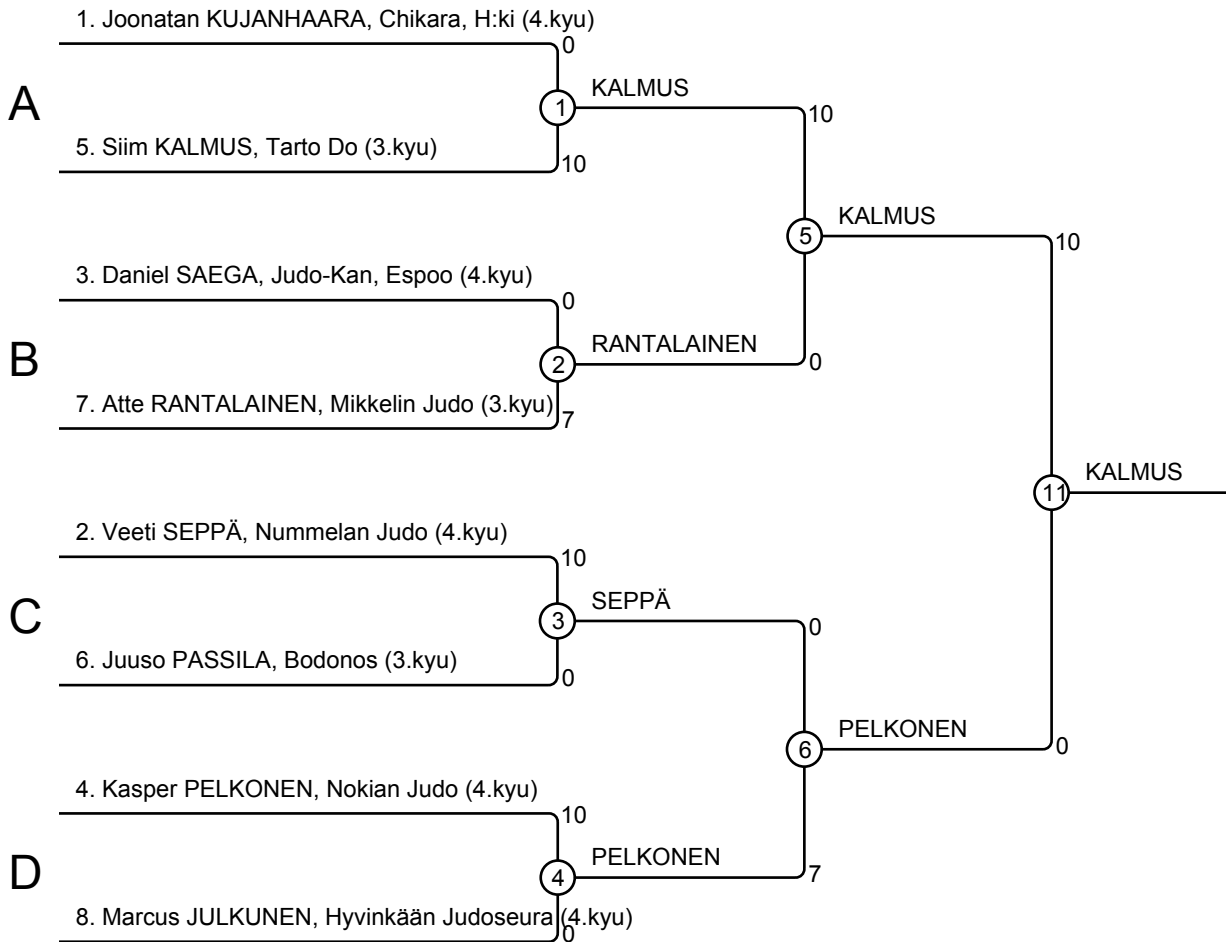 1. Joonatan KUJANHAARA, Chikara, H:ki (4.kyu)
0
A
1
KALMUS
10
5. Siim KALMUS, Tarto Do (3.kyu)
10
5
KALMUS
10
3. Daniel SAEGA, Judo-Kan, Espoo (4.kyu)
0
B
2
RANTALAINEN
0
7. Atte RANTALAINEN, Mikkelin Judo (3.kyu)
7
11
KALMUS
2. Veeti SEPPÄ, Nummelan Judo (4.kyu)
10
C
3
SEPPÄ
0
6. Juuso PASSILA, Bodonos (3.kyu)
0
6
PELKONEN
0
4. Kasper PELKONEN, Nokian Judo (4.kyu)
10
D
4
PELKONEN
7
8. Marcus JULKUNEN, Hyvinkään Judoseura (4.kyu)
0